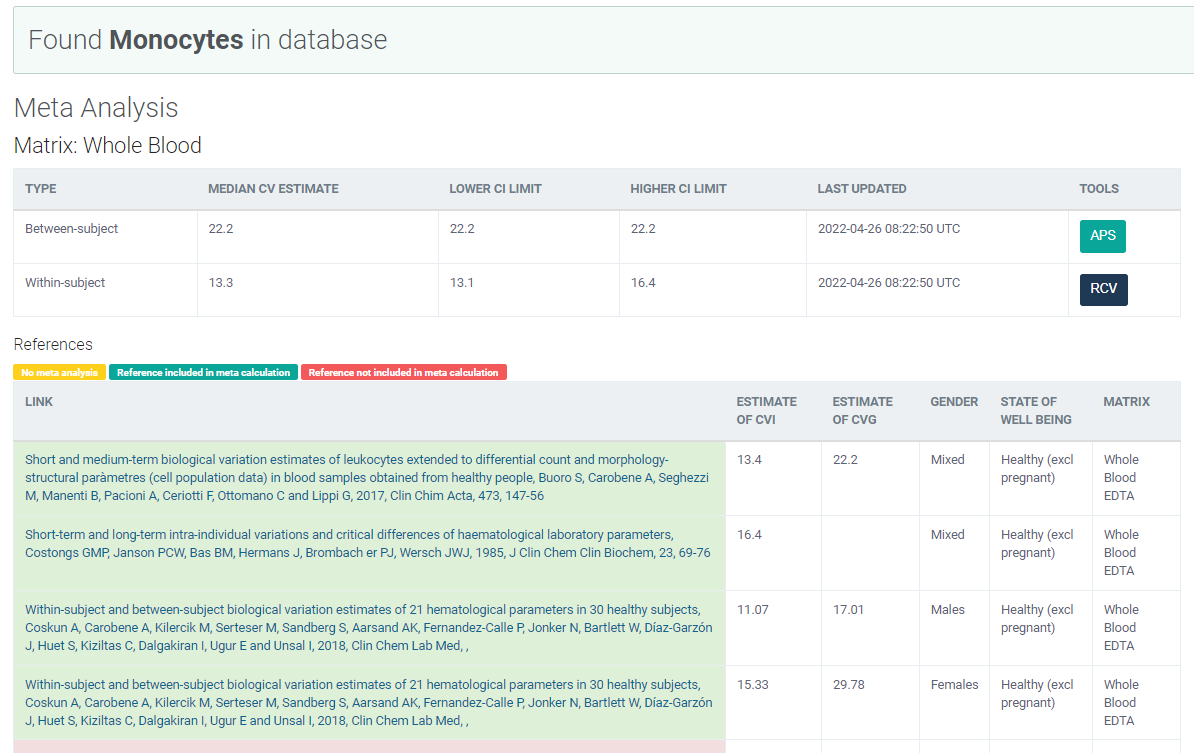 Found Monocytes in database
Meta Analysis
Matrix: Whole Blood
TYPE MEDIAN CV ESTIMATE LOWER CI LIMIT HIGHER CI LIMIT LAST UPDATED TOOLS
Between-subject 22.2 22.2 22.2 2022-04-26 08:22:50 UTC APS
Within-subject 13.3 13.1 16.4 2022-04-26 08:22:50 UTC RCV
References
No meta analysis Reference included in meta calculation Reference not included in meta calculation
LINK ESTIMATE OF CVI ESTIMATE OF CVG GENDER STATE OF WELL BEING MATRIX
Short and medium-term biological variation estimates of leukocytes extended to differential count and morphology-
structural paràmetres (cell population data) in blood samples obtained from healthy people, Buoro S, Carobene A, Seghezzi
M, Manenti B, Pacioni A, Ceriotti F, Ottomano C and Lippi G, 2017, Clin Chim Acta, 473, 147-56
13.4 22.2 Mixed Healthy (excl pregnant) Whole Blood EDTA
Short-term and long-term intra-individual variations and critical differences of haematological laboratory parameters,
Costongs GMP, Janson PCW, Bas BM, Hermans J, Brombach er PJ, Wersch JWJ, 1985, J Clin Chem Clin Biochem, 23, 69-76
16.4 Mixed Healthy (excl pregnant) Whole Blood EDTA
Within-subject and between-subject biological variation estimates of 21 hematological parameters in 30 healthy subjects,
Coskun A, Carobene A, Kilercik M, Serteser M, Sandberg S, Aarsand AK, Fernandez-Calle P, Jonker N, Bartlett W, Díaz-Garzón
J, Huet S, Kiziltas C, Dalgakiran I, Ugur E and Unsal I, 2018, Clin Chem Lab Med, ,
11.07 17.01 Males Healthy (excl pregnant) Whole Blood EDTA
Within-subject and between-subject biological variation estimates of 21 hematological parameters in 30 healthy subjects,
Coskun A, Carobene A, Kilercik M, Serteser M, Sandberg S, Aarsand AK, Fernandez-Calle P, Jonker N, Bartlett W, Díaz-Garzón
J, Huet S, Kiziltas C, Dalgakiran I, Ugur E and Unsal I, 2018, Clin Chem Lab Med, ,
15.33 29.78 Females Healthy (excl pregnant) Whole Blood EDTA